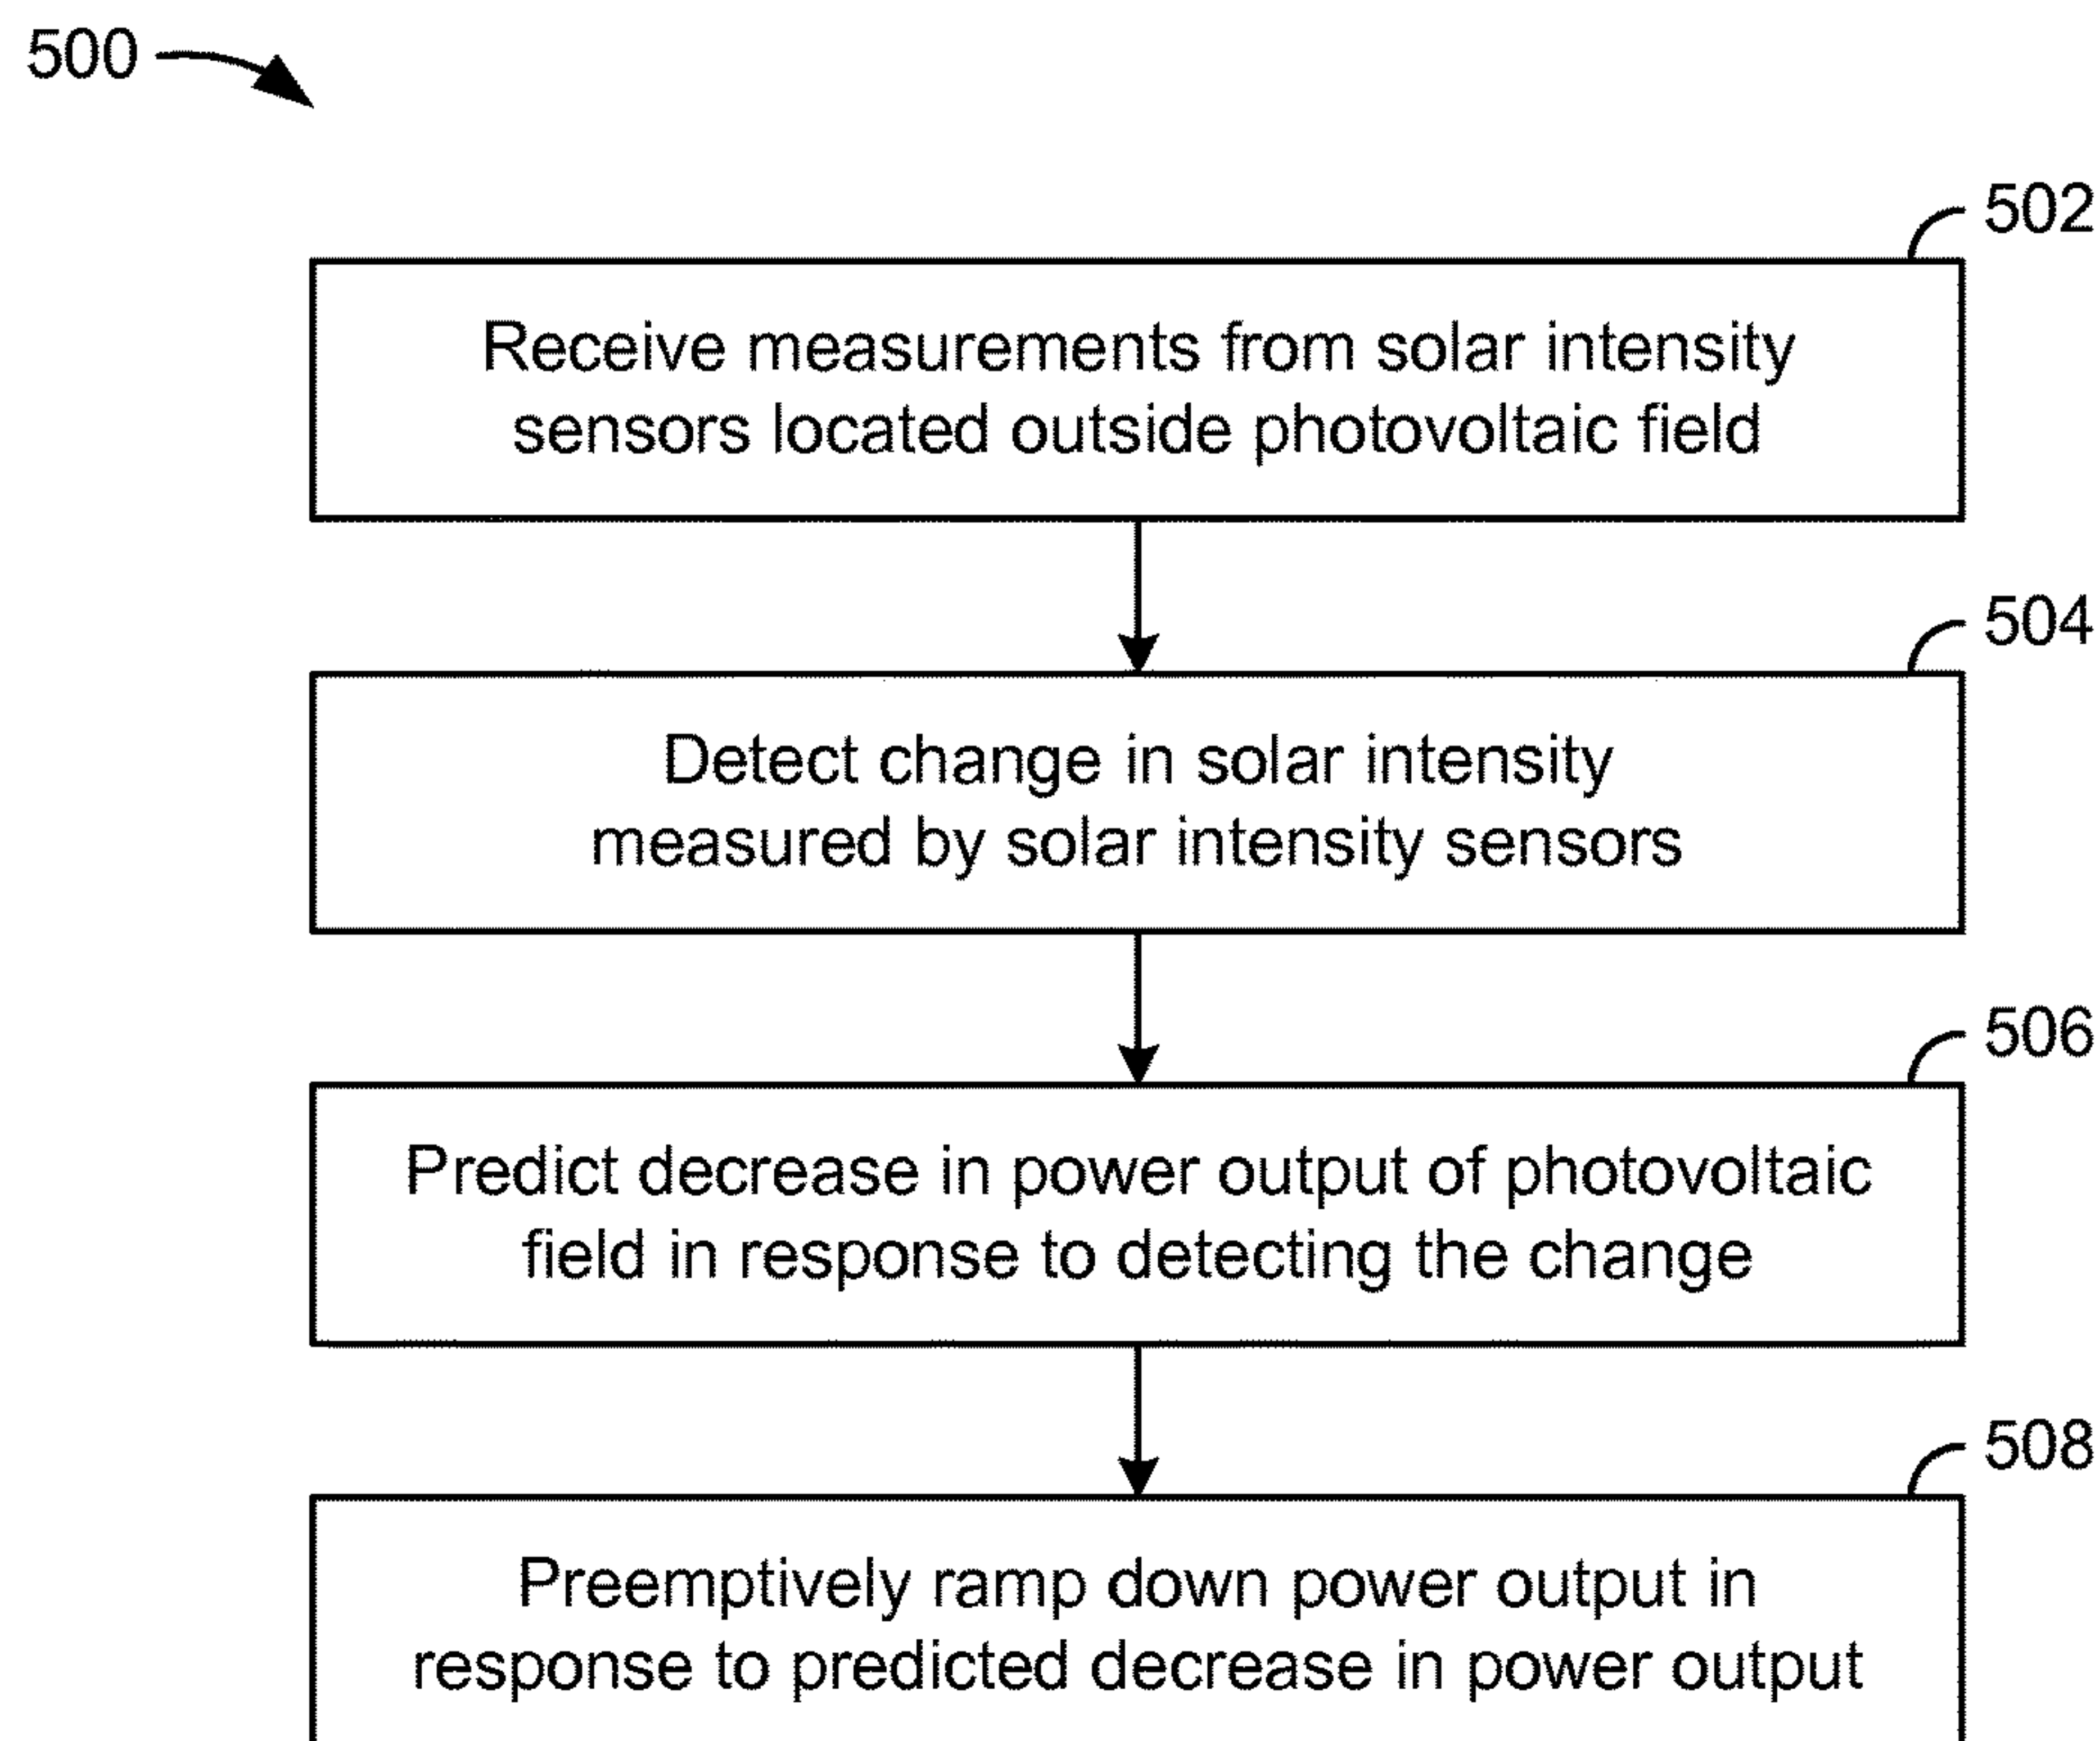 500
502
Receive measurements from solar intensity
sensors located outside photovoltaic field
504
Detect change in solar intensity
measured by solar intensity sensors
506
Predict decrease in power output of photovoltaic
field in response to detecting the change
508
Preemptively ramp down power output in
response to predicted decrease in power output